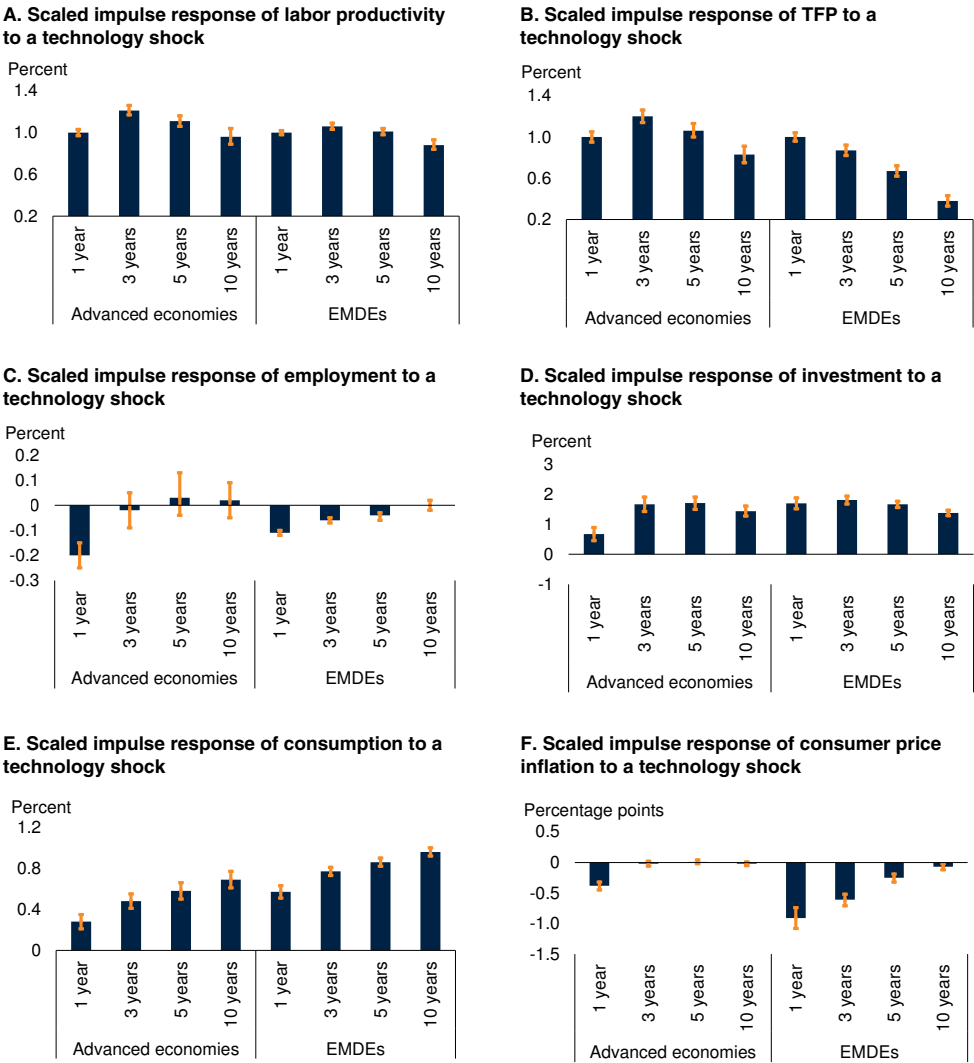 A. Scaled impulse response of labor productivity
to a technology shock
Percent
1.4
1.0
0.6
0.2
1 year
3 years
5 years
10 years
1 year
3 years
5 years
10 years
Advanced economies
EMDEs
B. Scaled impulse response of TFP to a
technology shock
Percent
1.4
1.0
0.6
0.2
1 year
3 years
5 years
10 years
1 year
3 years
5 years
10 years
Advanced economies
EMDEs
C. Scaled impulse response of employment to a
technology shock
Percent
0.2
0.1
0
-0.1
-0.2
-0.3
1 year
3 years
5 years
10 years
1 year
3 years
5 years
10 years
Advanced economies
EMDEs
D. Scaled impulse response of investment to a
technology shock
Percent
3
2
1
0
-1
1 year
3 years
5 years
10 years
1 year
3 years
5 years
10 years
Advanced economies
EMDEs
E. Scaled impulse response of consumption to a
technology shock
Percent
1.2
0.8
0.4
0
1 year
3 years
5 years
10 years
1 year
3 years
5 years
10 years
Advanced economies
EMDEs
F. Scaled impulse response of consumer price
inflation to a technology shock
Percentage points
0.5
0
-0.5
-1.0
-1.5
1 year
3 years
5 years
10 years
1 year
3 years
5 years
10 years
Advanced economies
EMDEs